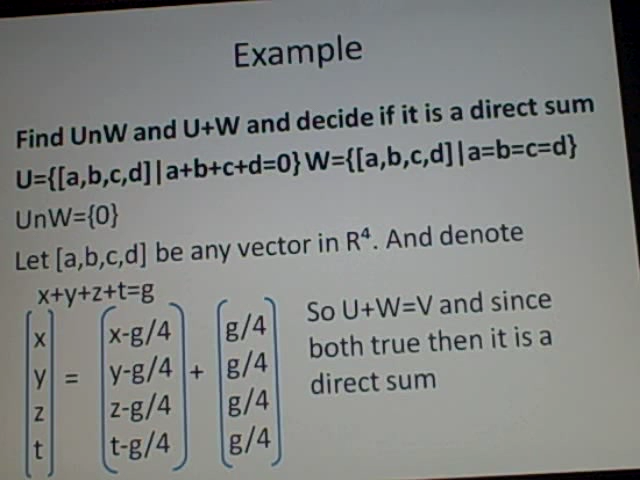 Example
Find UnW and U+W and decide if it is a direct sum
U={[a,b,c,d]|a+b+c+d=0} W={[a,b,c,d]|a=b=c=d}
UnW={0}
Let [a,b,c,d] be any vector in R⁴. And denote
x+y+z+t=g
x
y
z
t
=
x-g/4
y-g/4
z-g/4
t-g/4
+
g/4
g/4
g/4
g/4
So U+W=V and since
both true then it is a
direct sum